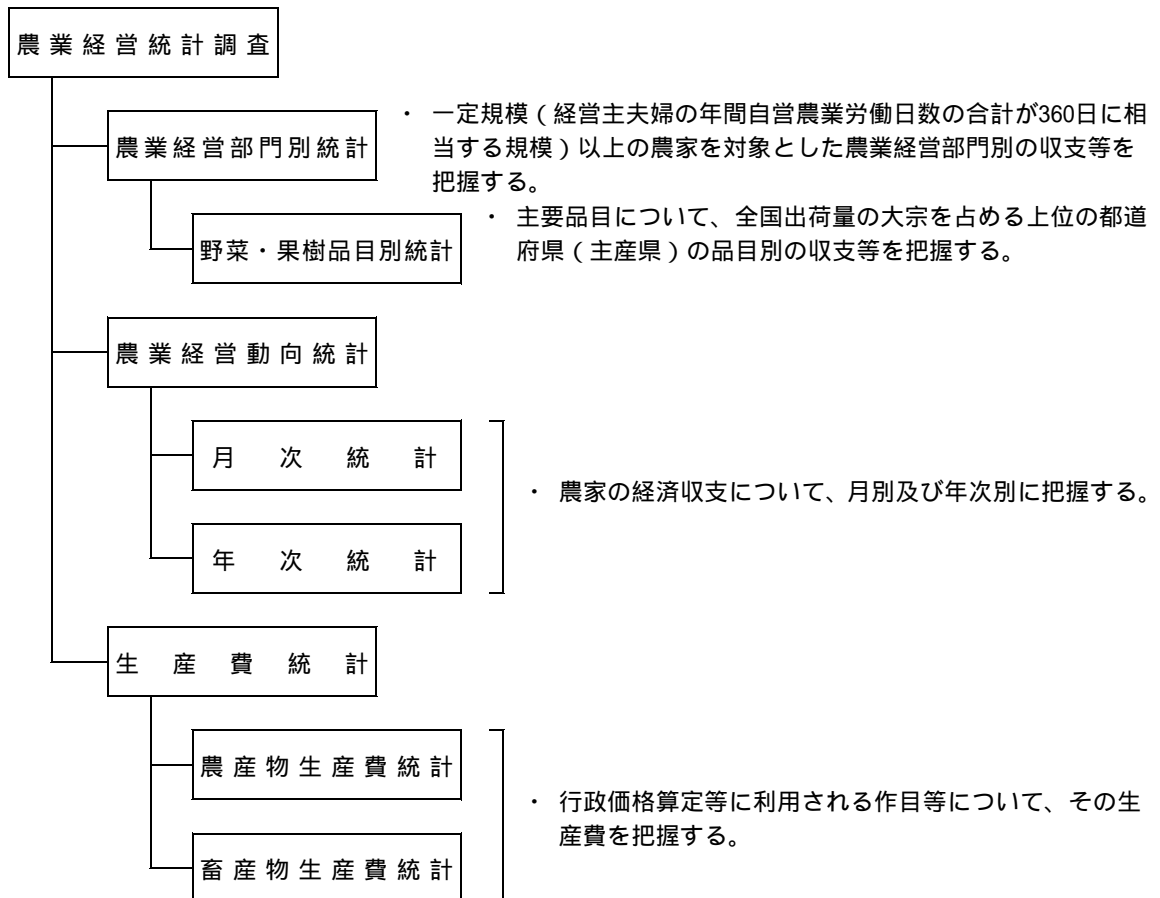 農業経営統計調査
農業経営部門別統計
・ 一定規模(経営主夫婦の年間自営農業労働日数の合計が360日に相
当する規模)以上の農家を対象とした農業経営部門別の収支等を
把握する。
野菜・果樹品目別統計
・ 主要品目について、全国出荷量の大宗を占める上位の都道
府県(主産県)の品目別の収支等を把握する。
農業経営動向統計
月次統計
・ 農家の経済収支について、月別及び年次別に把握する。
年次統計
生産費統計
農産物生産費統計
・ 行政価格算定等に利用される作目等について、その生
産費を把握する。
畜産物生産費統計